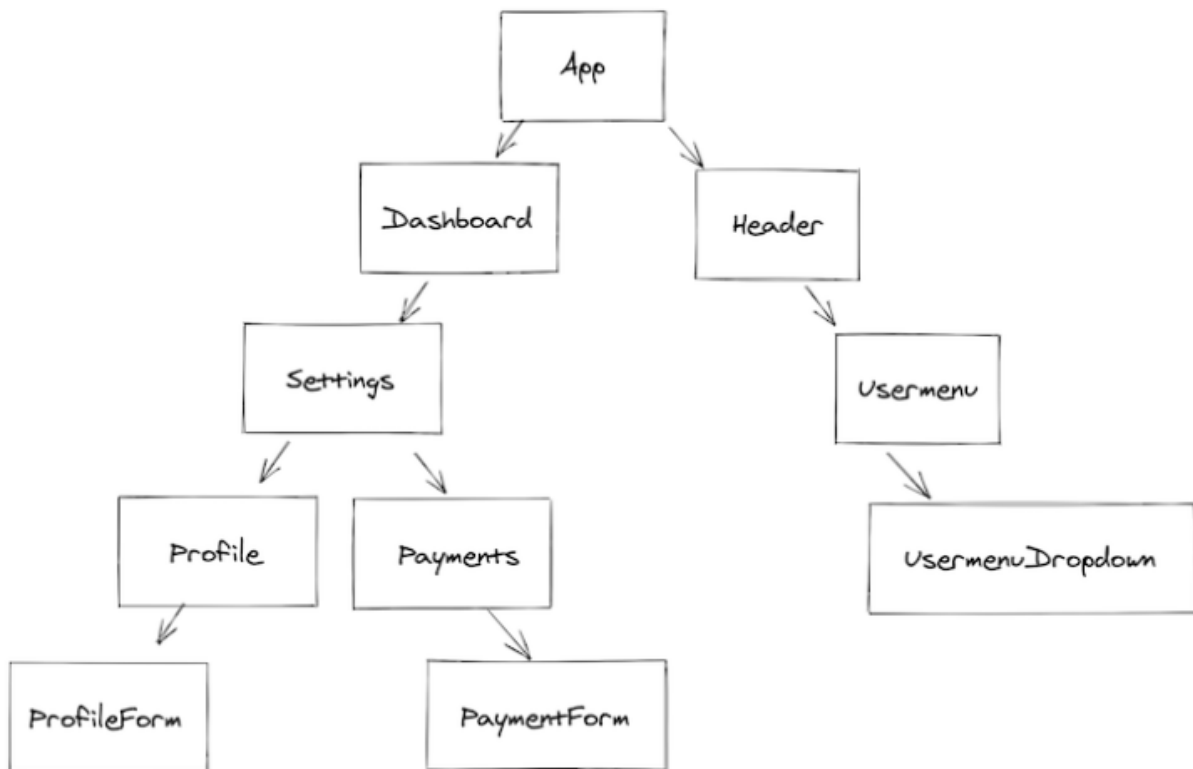 App
Dashboard
Header
Settings
Usermenu
Profile
Payments
UsermenuDropdown
ProfileForm
PaymentForm